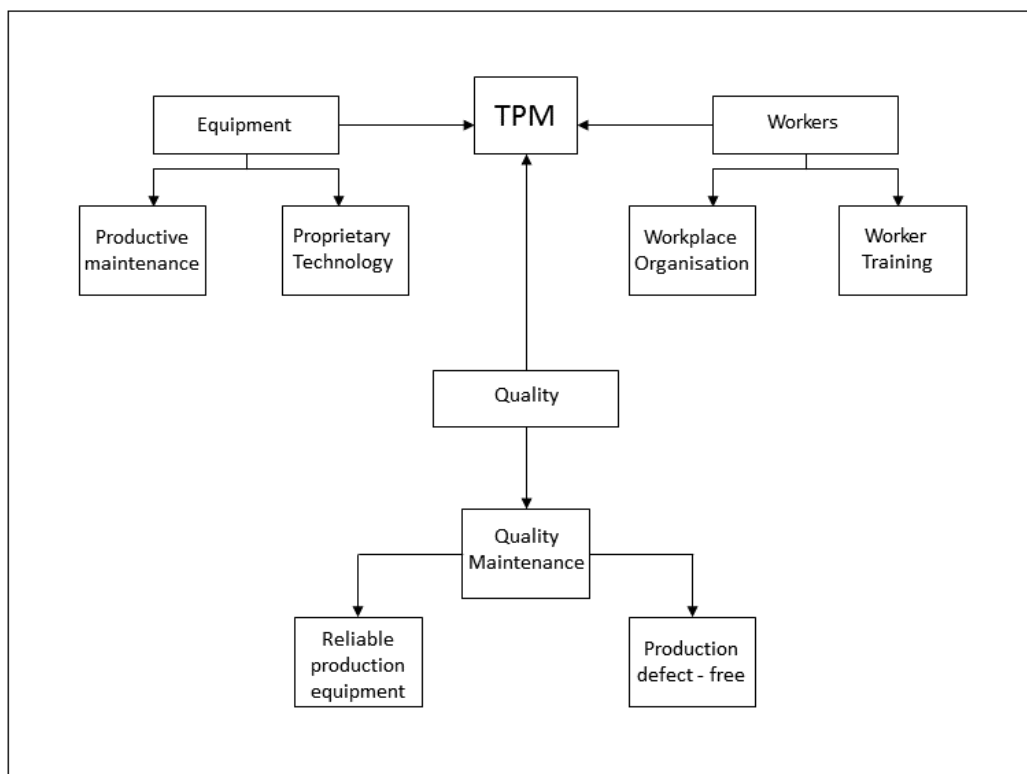 TPM
Equipment
Workers
Productive
maintenance
Proprietary
Technology
Workplace
Organisation
Worker
Training
Quality
Quality
Maintenance
Reliable
production
equipment
Production
defect - free